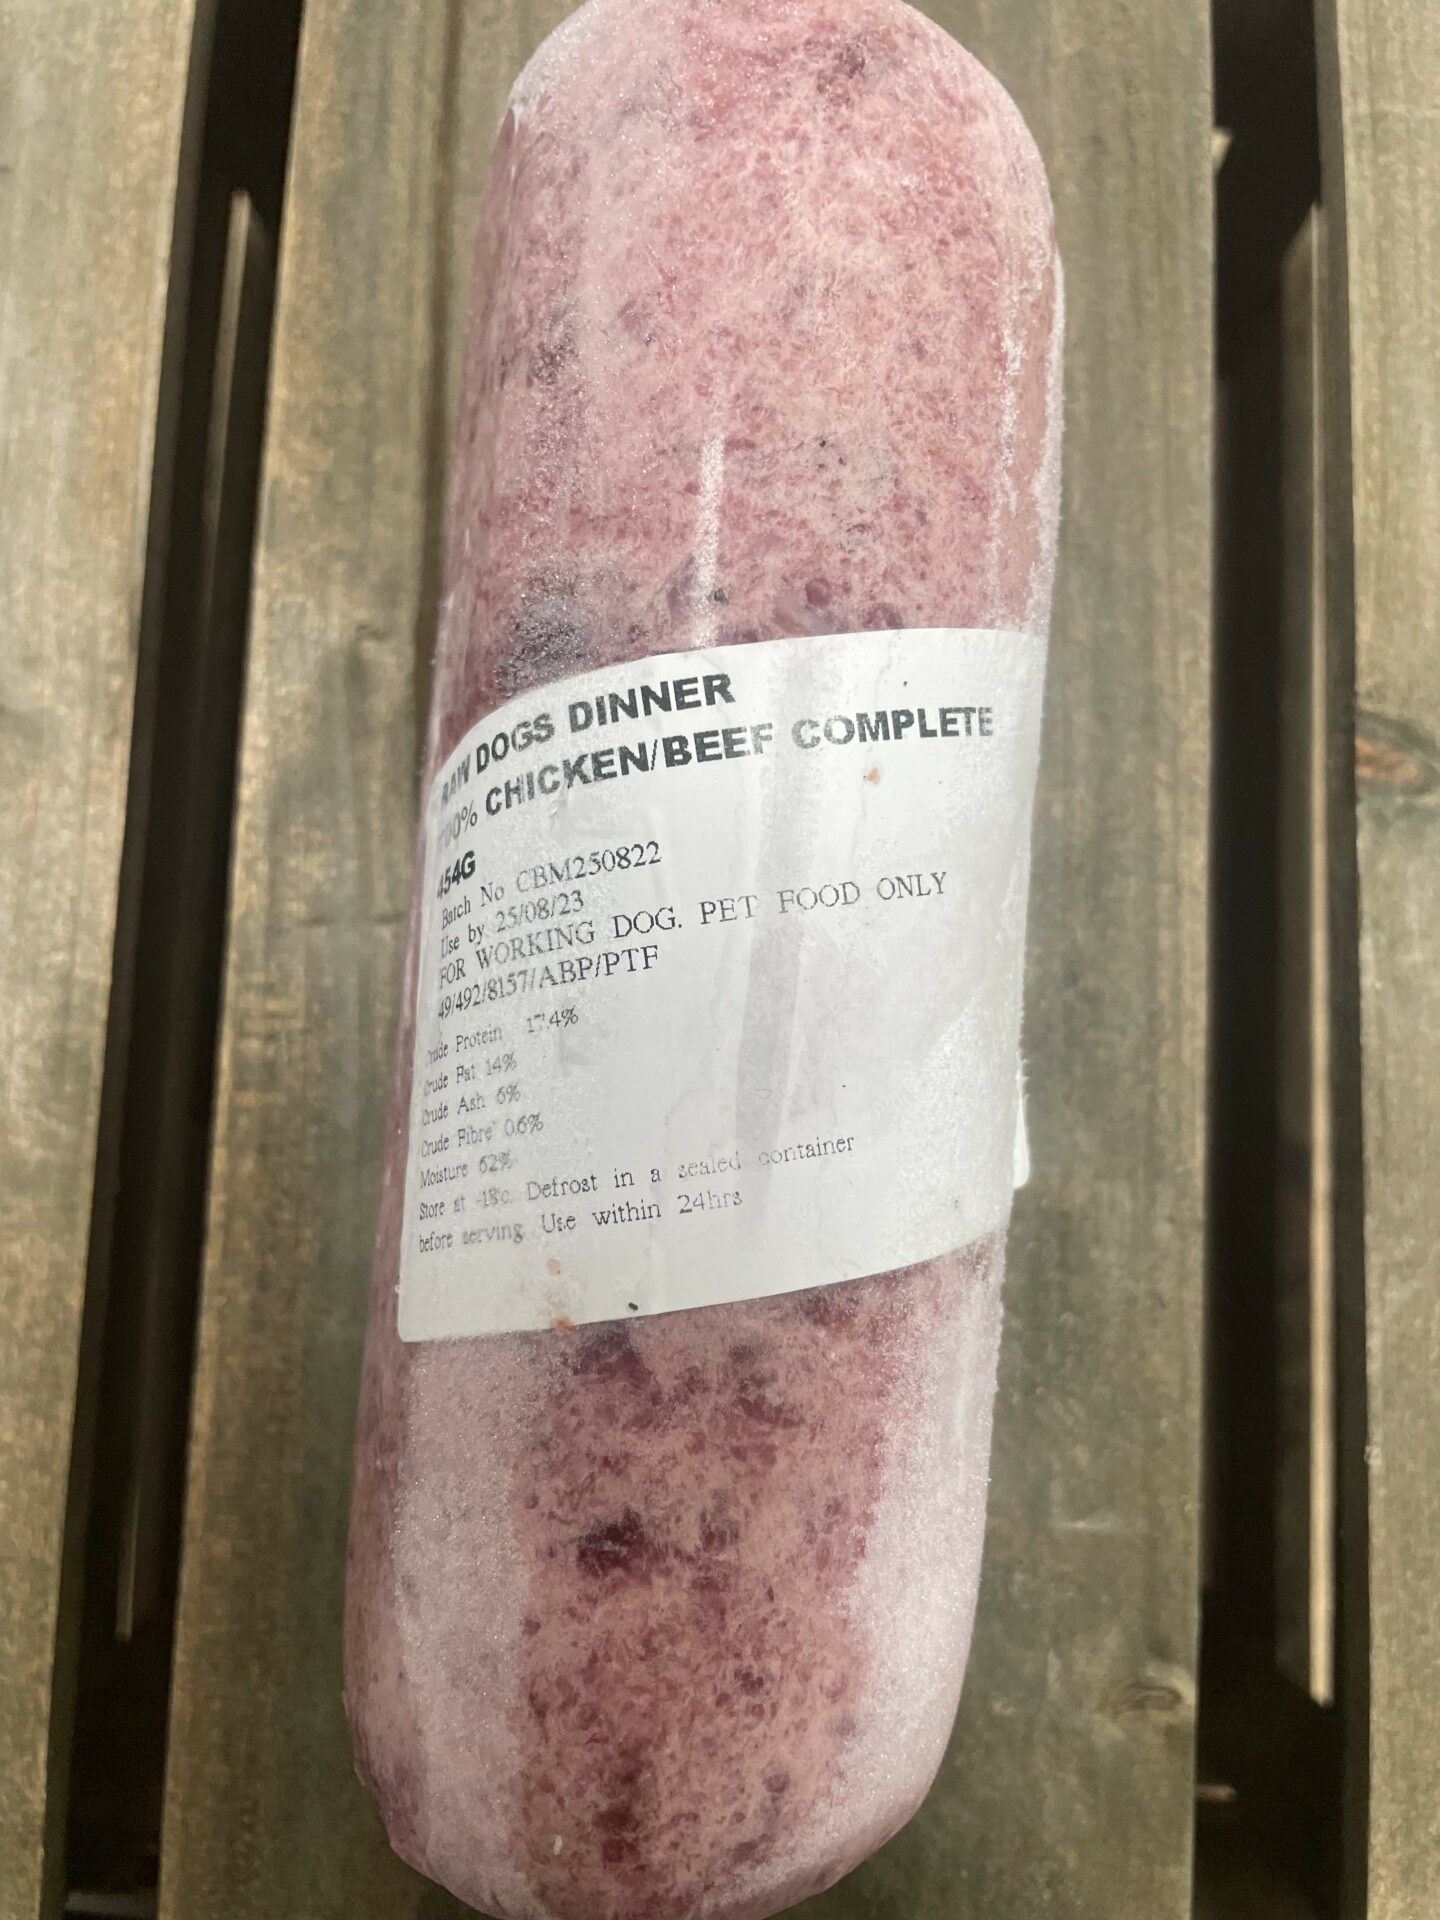 RAW DOGS DINNER
100% CHICKEN/BEEF COMPLETE
454G
Batch No CBM250822
Use by 25/08/23
FOR WORKING DOG. PET FOOD ONLY
49/492/8157/ABP/PTF
Crude Protein 17.4%
Crude Fat 14%
Crude Ash 6%
Crude Fibre 0.6%
Moisture 62%
Store at -18c. Defrost in a sealed container
before serving. Use within 24hrs